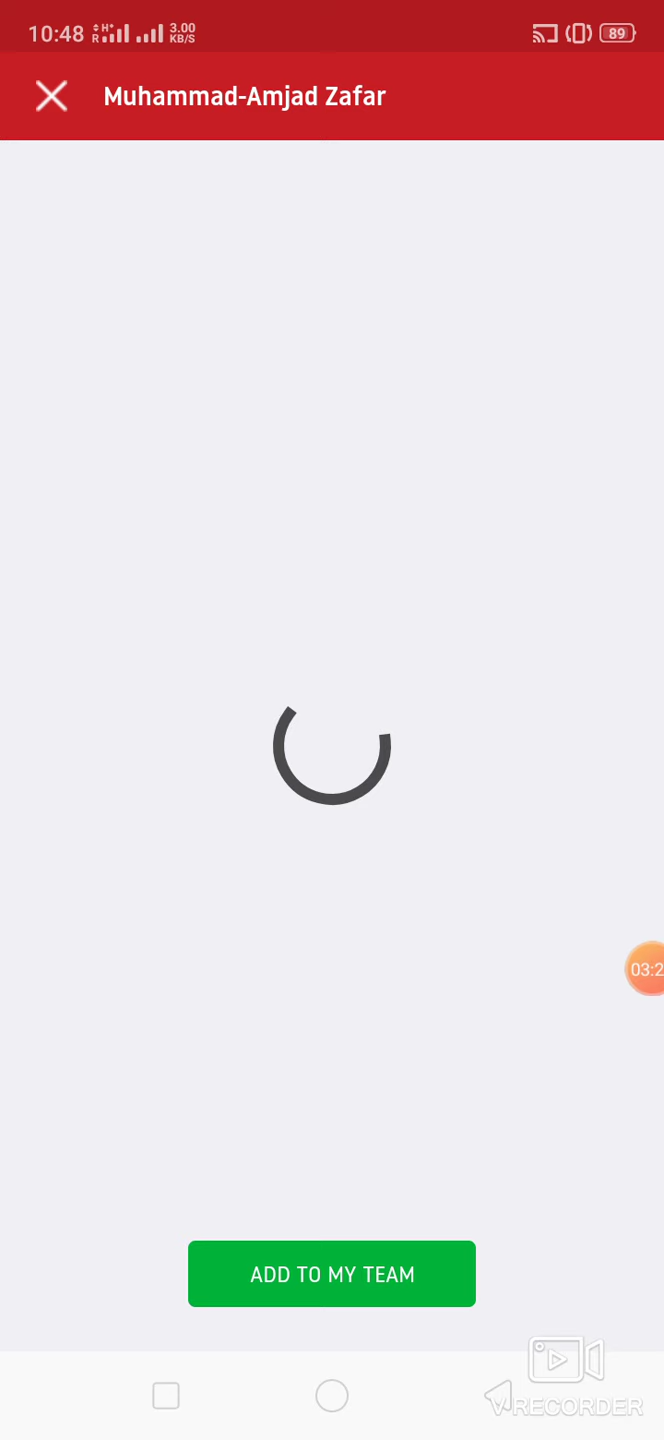 10:48 R H+ 3.00 KB/S 89
Muhammad-Amjad Zafar
03:2
ADD TO MY TEAM
V RECORDER